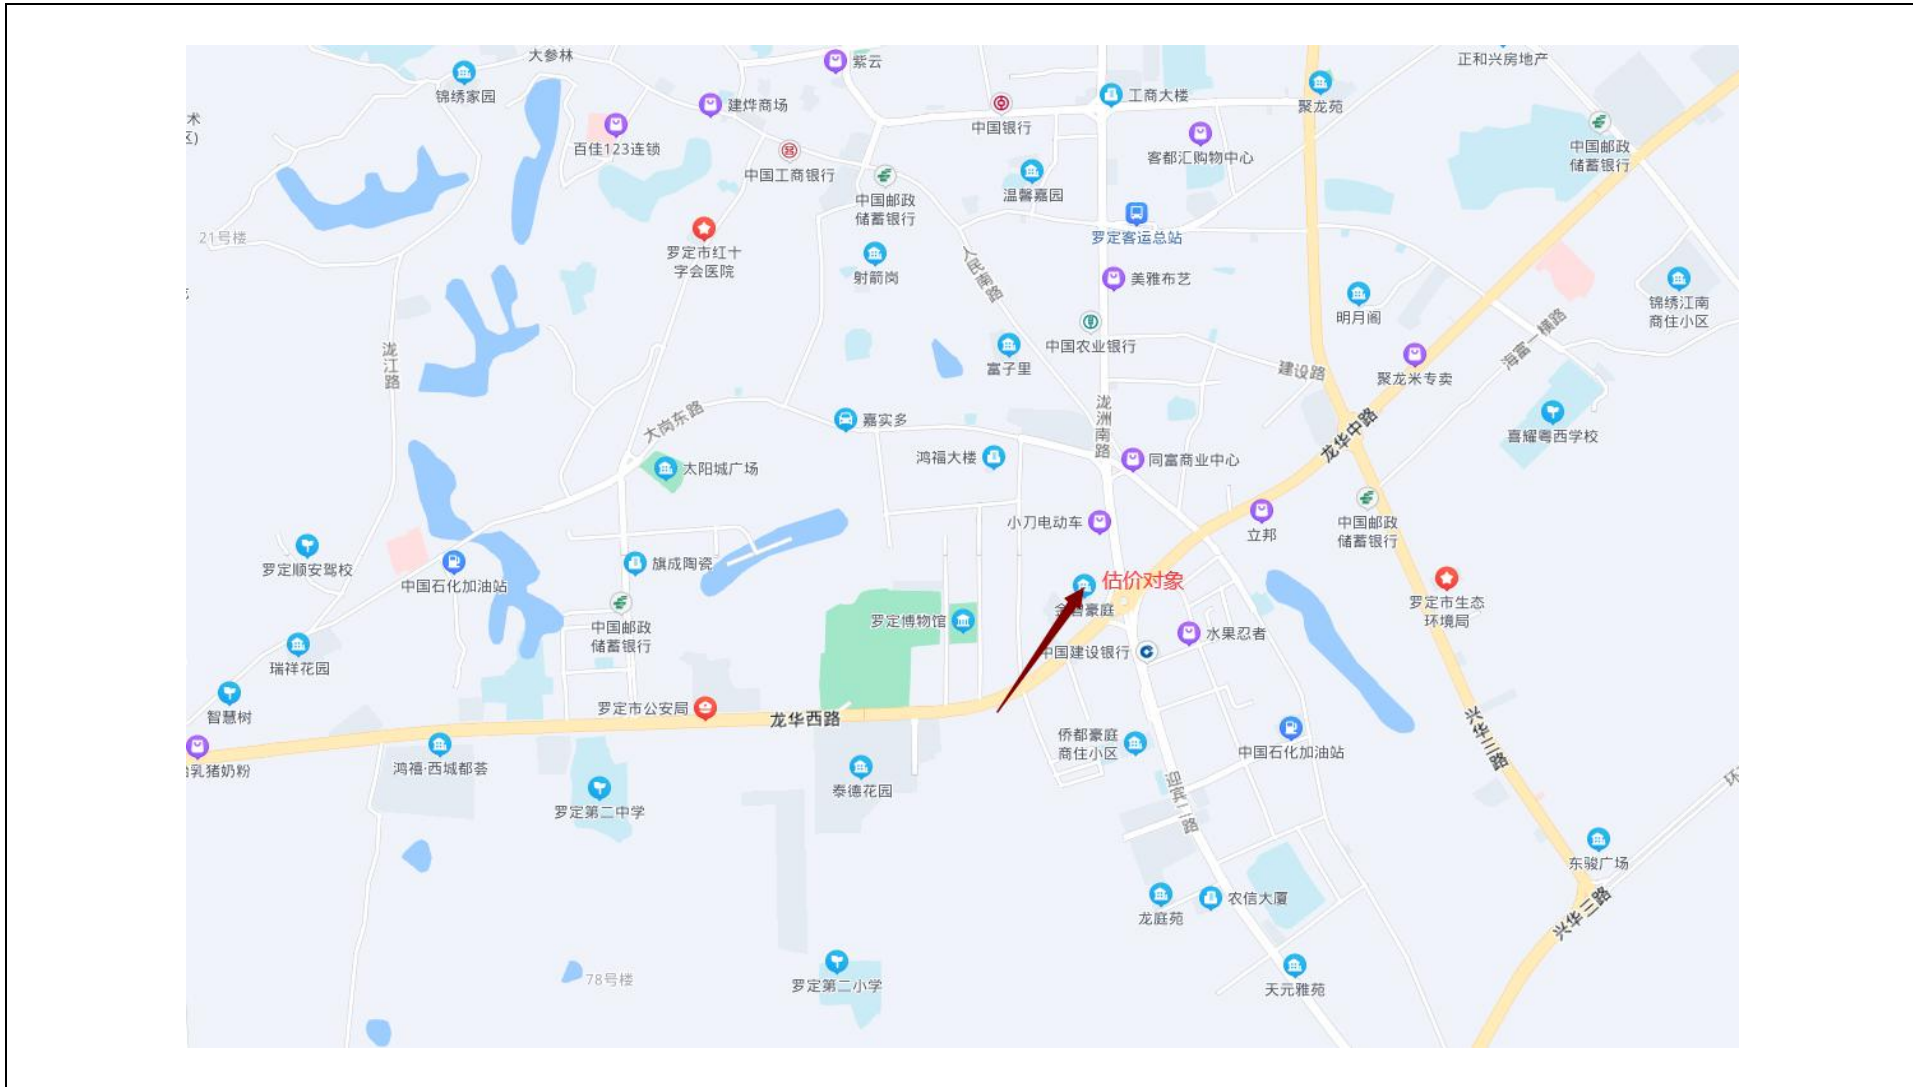 大参林
紫云
正和兴房地产
锦绣家园
建烨商场
工商大楼
聚龙苑
术
区)
百佳123连锁
中国银行
客都汇购物中心
中国邮政
储蓄银行
中国工商银行
中国邮政
储蓄银行
温馨嘉园
21号楼
罗定市红十
字会医院
射箭岗
人民南路
罗定客运总站
美雅布艺
明月阁
锦绣江南
商住小区
泷江路
富子里
中国农业银行
建设路
聚龙米专卖
海富一横路
大岗东路
嘉实多
泷洲南路
龙华中路
喜耀粤西学校
太阳城广场
鸿福大楼
同富商业中心
小刀电动车
立邦
中国邮政
储蓄银行
罗定顺安驾校
中国石化加油站
旗成陶瓷
估价对象
豪庭
罗定市生态
环境局
中国邮政
储蓄银行
罗定博物馆
水果忍者
中国建设银行
瑞祥花园
智慧树
罗定市公安局
龙华西路
侨都豪庭
商住小区
中国石化加油站
兴华二路
乳猪奶粉
鸿禧·西城都荟
泰德花园
罗定第二中学
环
东骏广场
龙庭苑
农信大厦
兴华三路
78号楼
罗定第二小学
天元雅苑